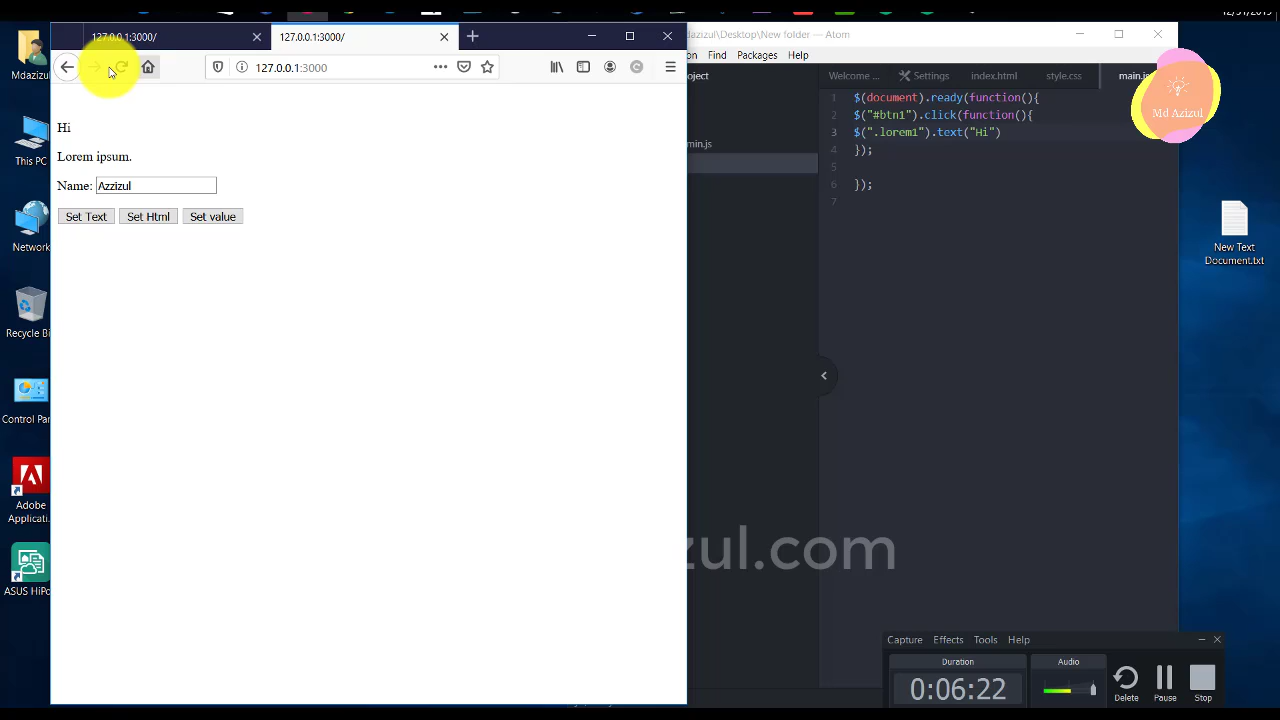 127.0.0.1:3000/
127.0.0.1:3000/
127.0.0.1:3000
Hi
Lorem ipsum.
Name: Azzizul
Set Text Set Html Set value
Mdazizul
This PC
Network
Recycle Bi
Control Par
Adobe
Applicati...
ASUS HiPo
dazizul\Desktop\New folder — Atom
on Find Packages Help
oject
min.js
Welcome ... Settings index.html style.css main.js
1 $(document).ready(function(){
2 $("#btn1").click(function(){
3 $(".lorem1").text("Hi")
4 });
5
6 });
7
Md Azizul
New Text
Document.txt
zul.com
Capture Effects Tools Help
Duration
0:06:22
Audio
Delete Pause Stop